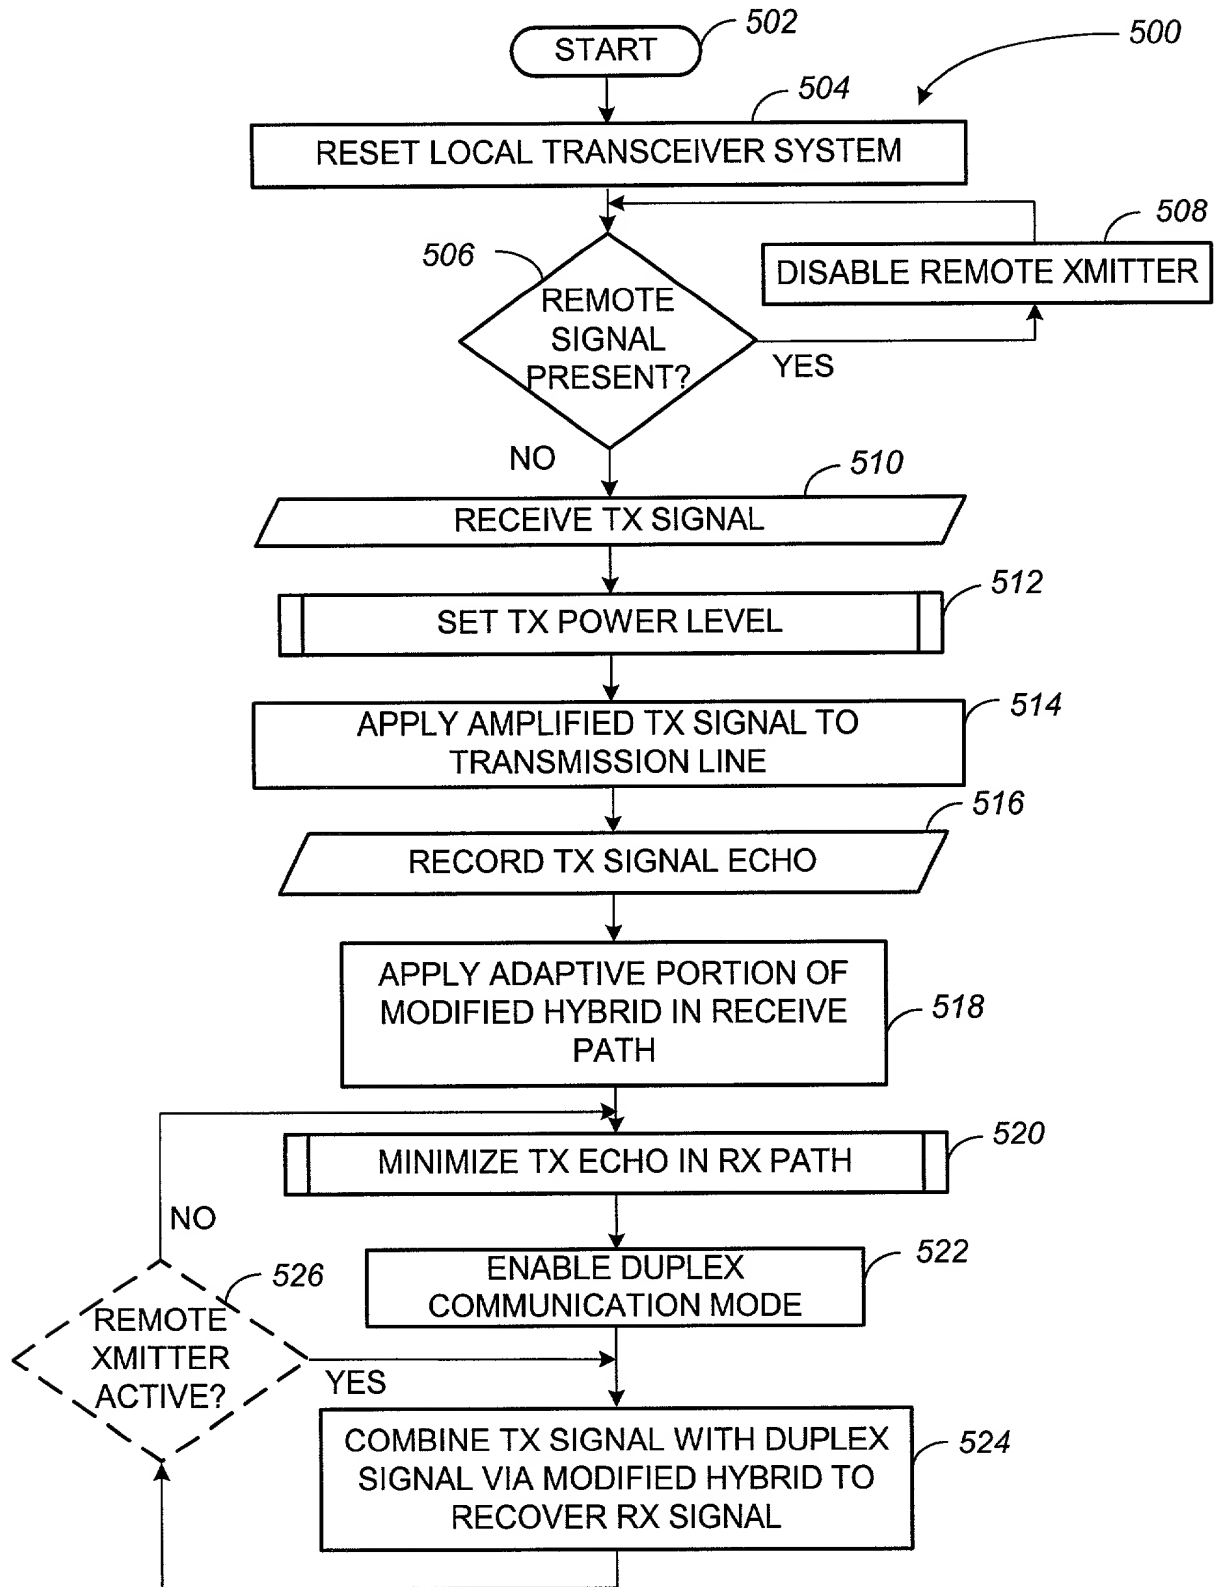 START
502
500
504
RESET LOCAL TRANSCEIVER SYSTEM
508
506
DISABLE REMOTE XMITTER
REMOTE
SIGNAL
PRESENT?
YES
NO
510
RECEIVE TX SIGNAL
512
SET TX POWER LEVEL
514
APPLY AMPLIFIED TX SIGNAL TO
TRANSMISSION LINE
516
RECORD TX SIGNAL ECHO
APPLY ADAPTIVE PORTION OF
MODIFIED HYBRID IN RECEIVE
PATH
518
520
MINIMIZE TX ECHO IN RX PATH
NO
522
ENABLE DUPLEX
COMMUNICATION MODE
526
REMOTE
XMITTER
ACTIVE?
YES
524
COMBINE TX SIGNAL WITH DUPLEX
SIGNAL VIA MODIFIED HYBRID TO
RECOVER RX SIGNAL